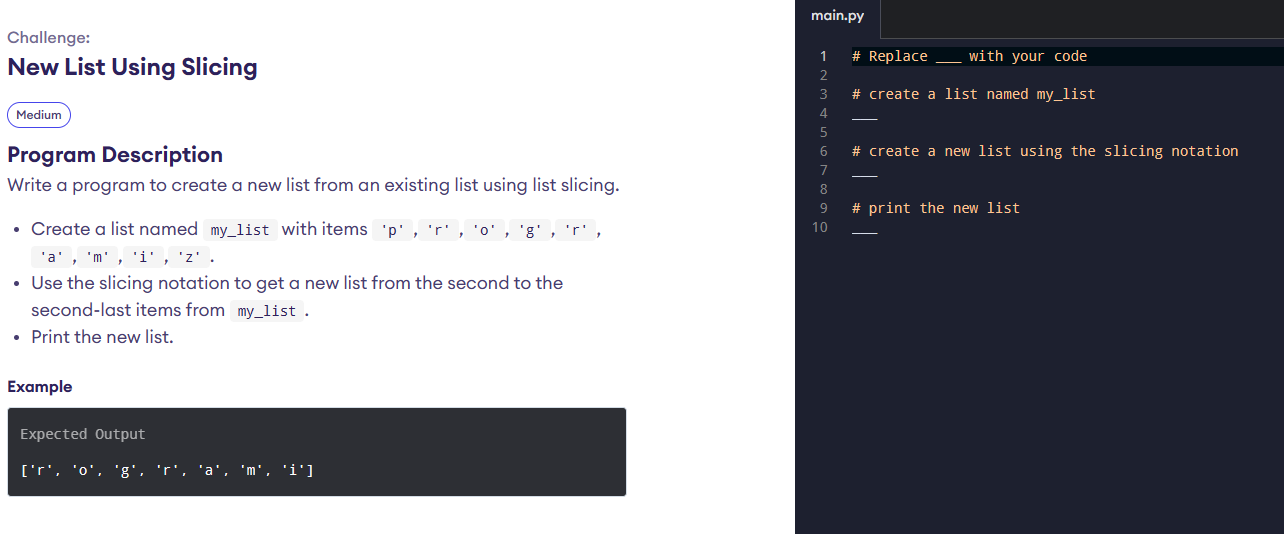 Challenge:
New List Using Slicing
Medium
Program Description
Write a program to create a new list from an existing list using list slicing.
• Create a list named my_list with items 'p' , 'r' , 'o' , 'g' , 'r' ,
'a' , 'm' , 'i' , 'z' .
• Use the slicing notation to get a new list from the second to the
second-last items from my_list .
• Print the new list.
Example
Expected Output
['r', 'o', 'g', 'r', 'a', 'm', 'i']
main.py
1 # Replace ___ with your code
2
3 # create a list named my_list
4 ___
5
6 # create a new list using the slicing notation
7 ___
8
9 # print the new list
10 ___